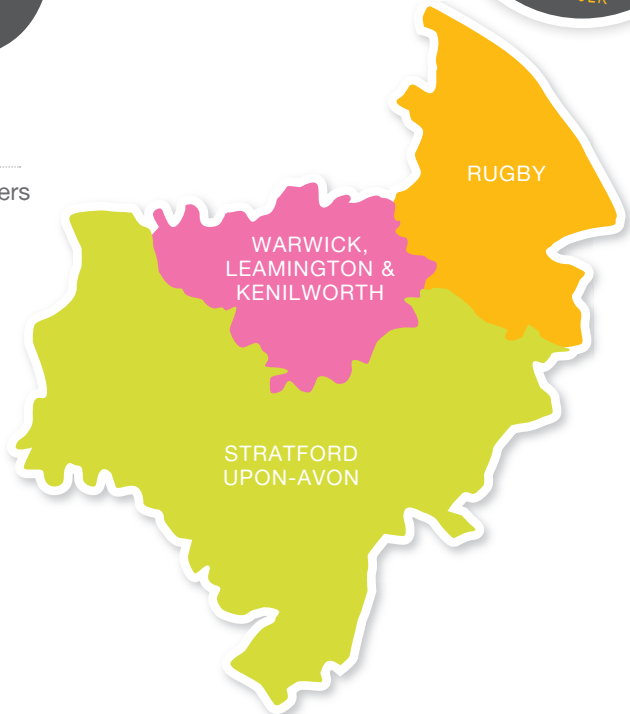 ers
RUGBY
WARWICK,
LEAMINGTON &
KENILWORTH
STRATFORD
UPON-AVON